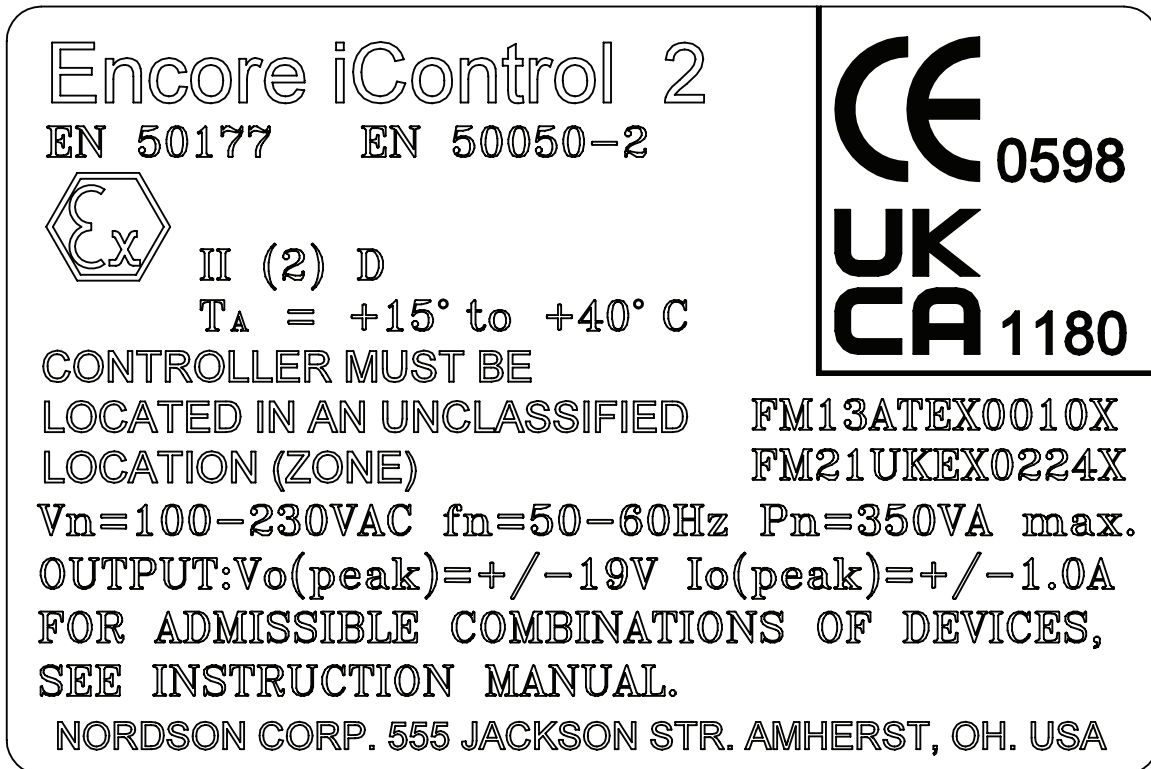 Encore iControl 2
EN 50177 EN 50050-2
CE 0598
Ex
II (2) D
UK
CA 1180
TA = +15° to +40° C
CONTROLLER MUST BE
LOCATED IN AN UNCLASSIFIED
LOCATION (ZONE)
FM13ATEX0010X
FM21UKEX0224X
Vn=100-230VAC fn=50-60Hz Pn=350VA max.
OUTPUT:Vo(peak)=+/-19V Io(peak)=+/-1.0A
FOR ADMISSIBLE COMBINATIONS OF DEVICES,
SEE INSTRUCTION MANUAL.
NORDSON CORP. 555 JACKSON STR. AMHERST, OH. USA